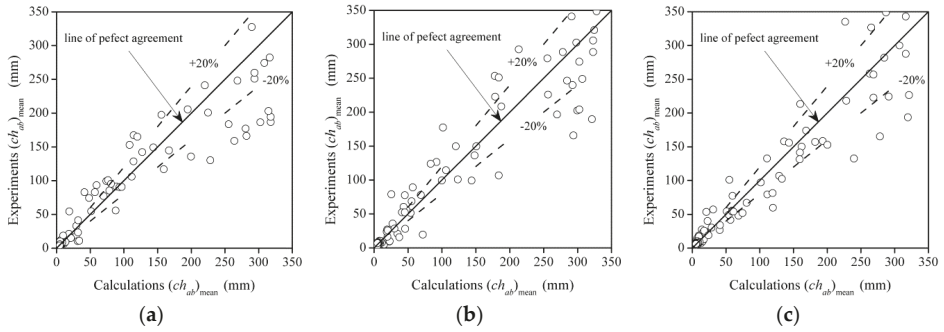 (a)
350
300
250
200
150
100
50
0
0 50 100 150 200 250 300 350
Experiments (ch_ab)_mean (mm)
Calculations (ch_ab)_mean (mm)
line of pefect agreement
+20%
-20%
(a)
(b)
350
300
250
200
150
100
50
0
0 50 100 150 200 250 300 350
Experiments (ch_ab)_mean (mm)
Calculations (ch_ab)_mean (mm)
line of pefect agreement
+20%
-20%
(b)
(c)
350
300
250
200
150
100
50
0
0 50 100 150 200 250 300 350
Experiments (ch_ab)_mean (mm)
Calculations (ch_ab)_mean (mm)
line of pefect agreement
+20%
-20%
(c)